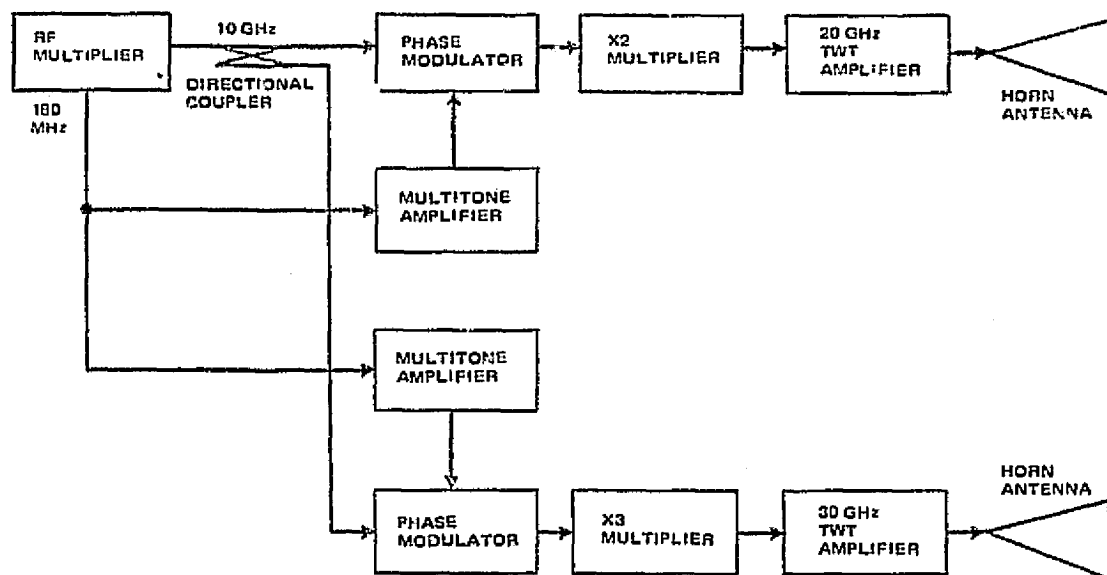 RF
MULTIPLIER
10 GHz
DIRECTIONAL
COUPLER
180
MHz
PHASE
MODULATOR
X2
MULTIPLIER
20 GHz
TWT
AMPLIFIER
HORN
ANTENNA
MULTITONE
AMPLIFIER
MULTITONE
AMPLIFIER
PHASE
MODULATOR
X3
MULTIPLIER
30 GHz
TWT
AMPLIFIER
HORN
ANTENNA